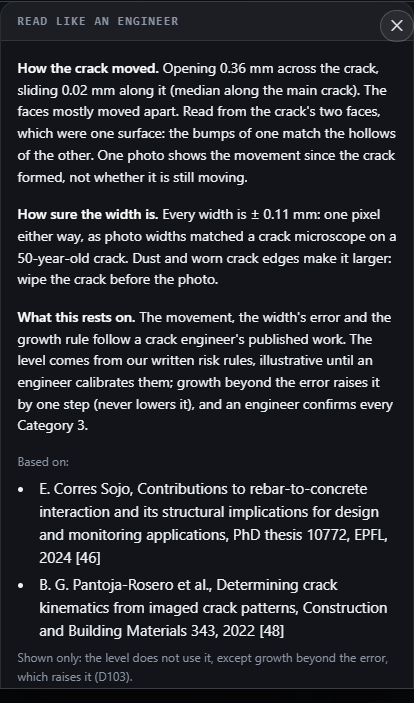 READ LIKE AN ENGINEER
How the crack moved. Opening 0.36 mm across the crack,
sliding 0.02 mm along it (median along the main crack). The
faces mostly moved apart. Read from the crack's two faces,
which were one surface: the bumps of one match the hollows
of the other. One photo shows the movement since the crack
formed, not whether it is still moving.
How sure the width is. Every width is ± 0.11 mm: one pixel
either way, as photo widths matched a crack microscope on a
50-year-old crack. Dust and worn crack edges make it larger:
wipe the crack before the photo.
What this rests on. The movement, the width's error and the
growth rule follow a crack engineer's published work. The
level comes from our written risk rules, illustrative until an
engineer calibrates them; growth beyond the error raises it
by one step (never lowers it), and an engineer confirms every
Category 3.
Based on:
• E. Corres Sojo, Contributions to rebar-to-concrete
interaction and its structural implications for design
and monitoring applications, PhD thesis 10772, EPFL,
2024 [46]
• B. G. Pantoja-Rosero et al., Determining crack
kinematics from imaged crack patterns, Construction
and Building Materials 343, 2022 [48]
Shown only: the level does not use it, except growth beyond the error,
which raises it (D103).